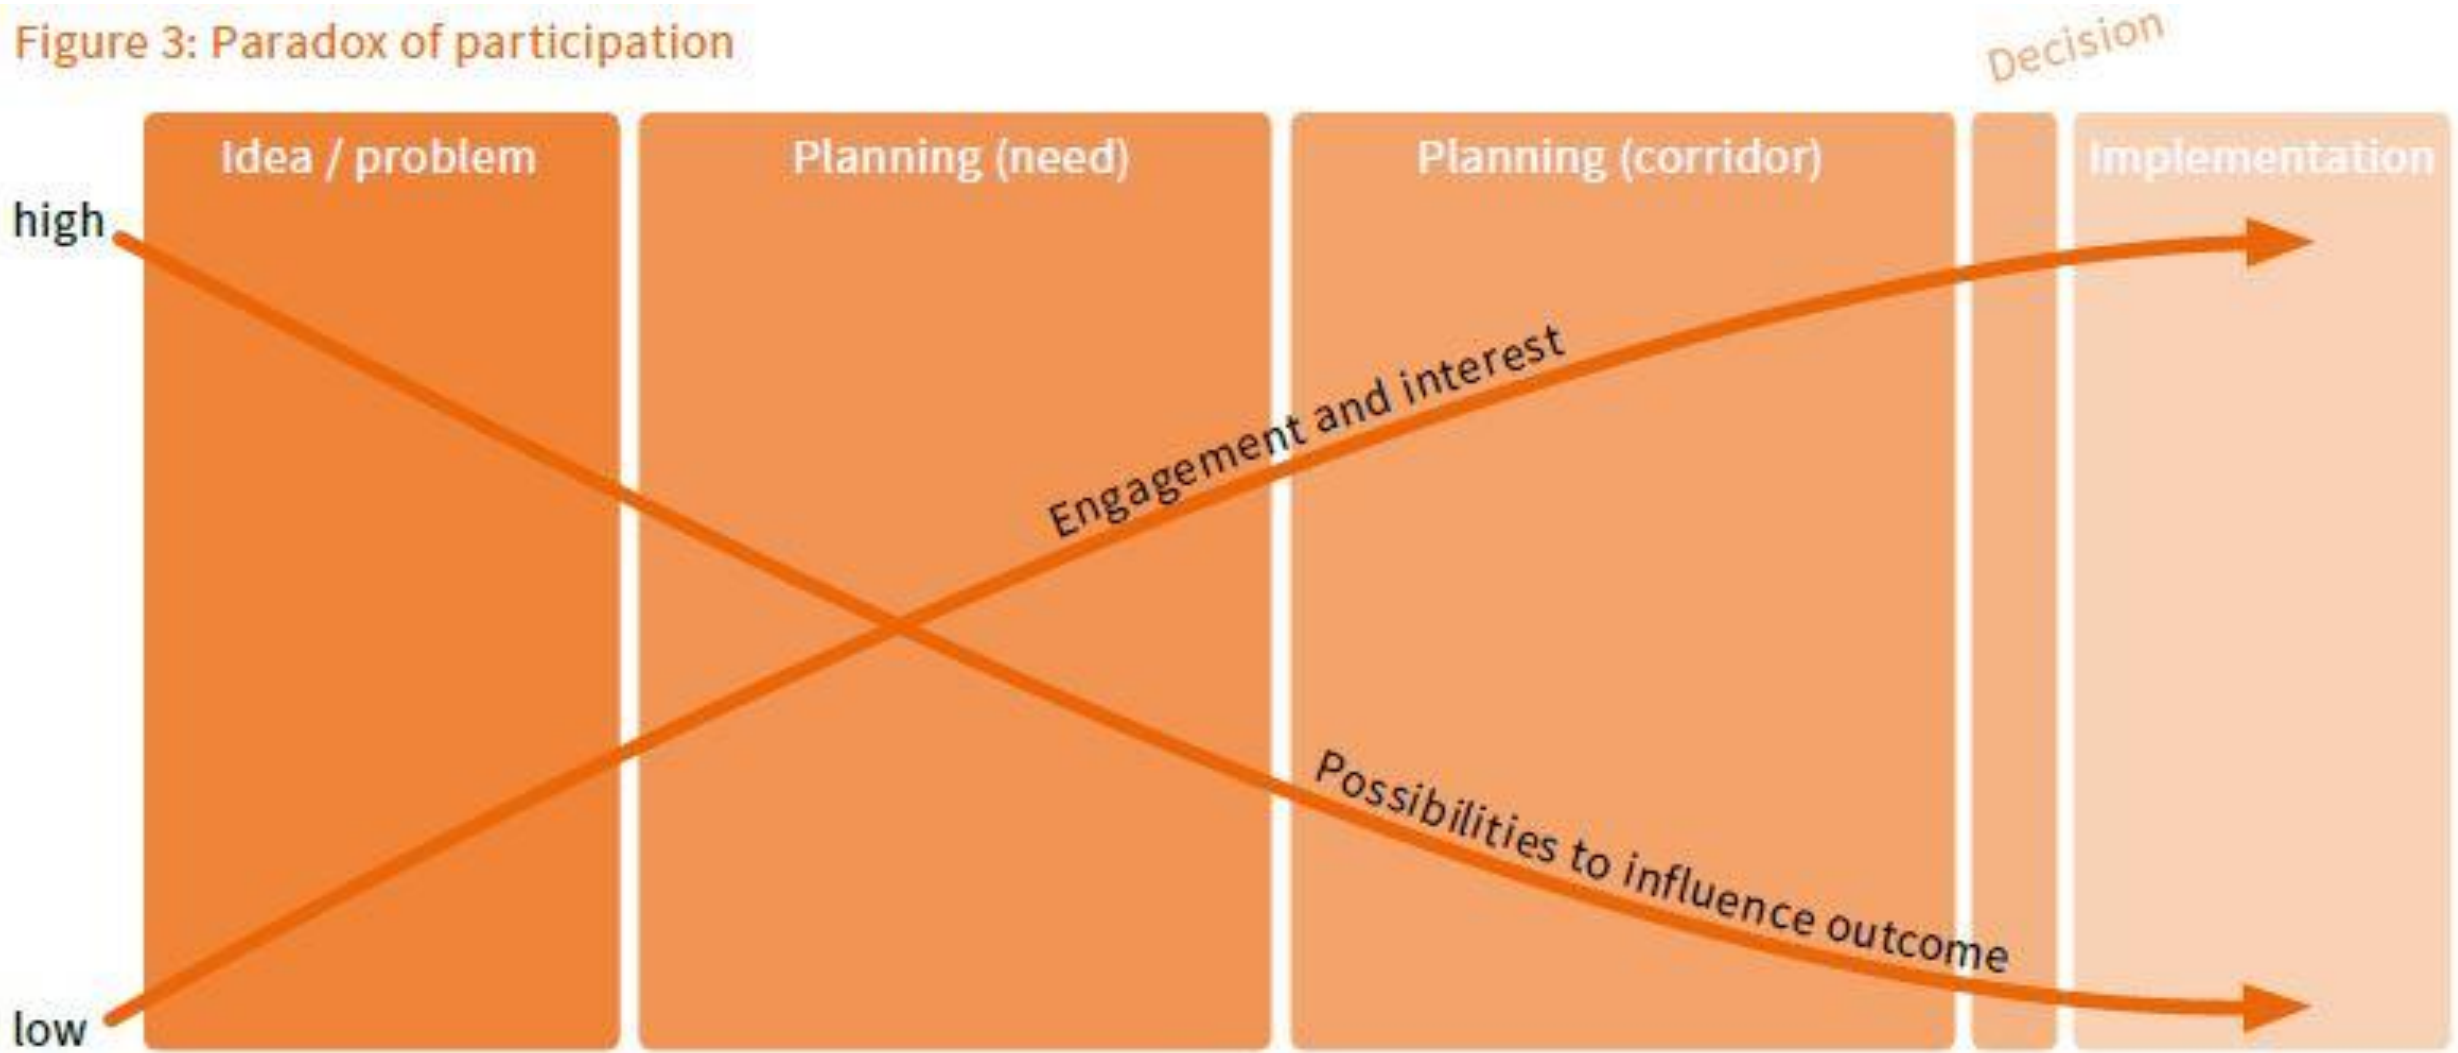 Figure 3: Paradox of participation
Decision
Idea / problem
Planning (need)
Planning (corridor)
Implementation
high
Engagement and interest
Possibilities to influence outcome
low